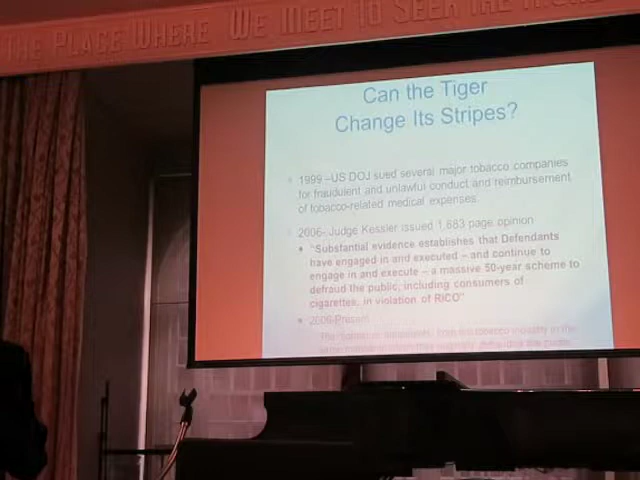 THE PLACE WHERE WE MEET TO SEEK THE
Can the Tiger
Change Its Stripes?
1999 –US DOJ sued several major tobacco companies
for fraudulent and unlawful conduct and reimbursement
of tobacco-related medical expenses.
2006- Judge Kessler issued 1,683 page opinion
"Substantial evidence establishes that Defendants
have engaged in and executed – and continue to
engage in and execute – a massive 50-year scheme to
defraud the public, including consumers of
cigarettes, in violation of RICO"
2006-Present
tobacco industry in the